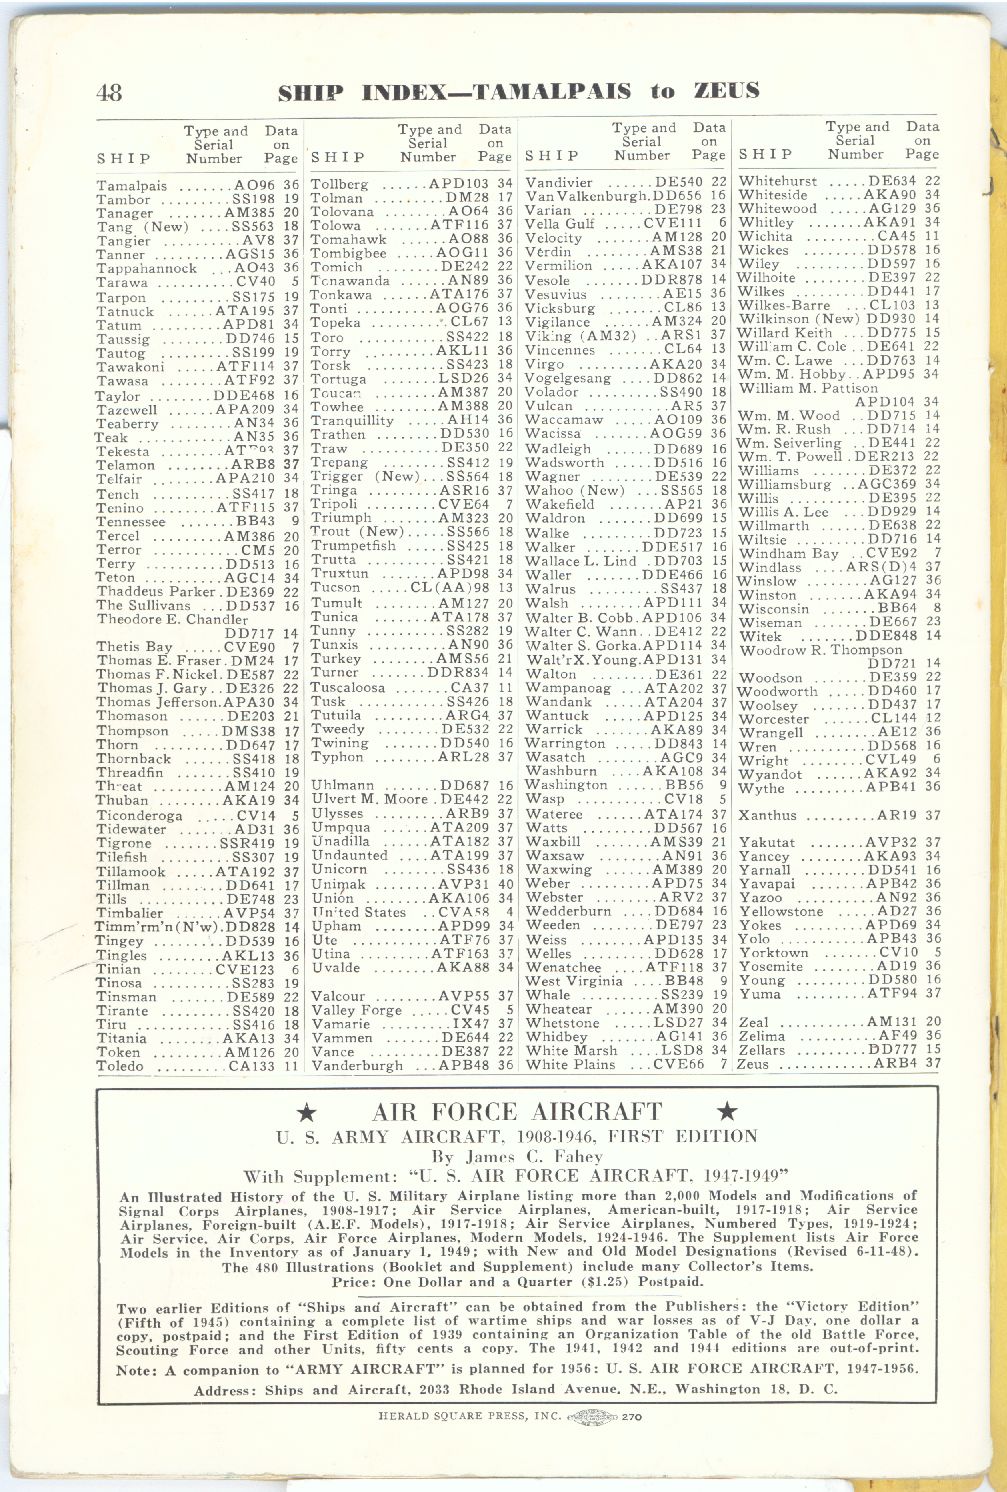 48 SHIP INDEX—TAMALPAIS to ZEUS
SHIP Type and Serial Number Data on Page
Tamalpais .......AO96 36
Tambor .........SS198 19
Tanager .......AM385 20
Tang (New) ....SS563 18
Tangier .........AV8 37
Tanner ........AGS15 36
Tappahannock ...AO43 36
Tarawa .........CV40 5
Tarpon ........SS175 19
Tatnuck ......ATA195 37
Tatum ........APD81 34
Taussig .......DD746 15
Tautog ........SS199 19
Tawakoni .....ATF114 37
Tawasa .......ATF92 37
Taylor .......DDE468 16
Tazewell .....APA209 34
Teaberry .......AN34 36
Teak ...........AN35 36
Tekesta 37
Telamon .......ARB8 37
Telfair .......APA210 34
Tench .........SS417 18
Tenino .......ATF115 37
Tennessee .......BB43 9
Tercel ........AM386 20
Terror ..........CM5 20
Terry .........DD513 16
Teton ........AGC14 34
Thaddeus Parker.DE369 22
The Sullivans ...DD537 16
Theodore E. Chandler
DD717 14
Thetis Bay .....CVE90 7
Thomas E. Fraser.DM24 17
Thomas F. Nickel.DE587 22
Thomas J. Gary..DE326 22
Thomas Jefferson.APA30 34
Thomason ......DE203 21
Thompson .....DMS38 17
Thorn .........DD647 17
Thornback .....SS418 18
Threadfin ......SS410 19
Threat ........AM124 20
Thuban .......AKA19 34
Ticonderoga .....CV14 5
Tidewater ......AD31 36
Tigrone .......SSR419 19
Tilefish ........SS307 19
Tillamook .....ATA192 37
Tillman .......DD641 17
Tills ..........DE748 23
Timbalier ......AVP54 37
Timm'rm'n(N'w).DD828 14
Tingey ........DD539 16
Tingles .......AKL13 36
Tinian .......CVE123 6
Tinosa ........SS283 19
Tinsman .......DE589 22
Tirante ........SS420 18
Tiru ..........SS416 18
Titania .......AKA13 34
Token ........AM126 20
Toledo ........CA133 11
SHIP Type and Serial Number Data on Page
Tollberg ......APD103 34
Tolman ........DM28 17
Tolovana .......AO64 36
Tolowa .......ATF116 37
Tomahawk ......AO88 36
Tombigbee .....AOG11 36
Tomich ........DE242 22
Tonawanda .....AN89 36
Tonkawa .....ATA176 37
Tonti .........AOG76 36
Topeka .........CL67 13
Toro ..........SS422 18
Torry .........AKL11 36
Torsk .........SS423 18
Tortuga .......LSD26 34
Toucan ........AM387 20
Towhee .......AM388 20
Tranquillity .....AH14 36
Trathen .......DD530 16
Traw ..........DE350 22
Trepang .......SS412 19
Trigger (New)...SS564 18
Tringa ........ASR16 37
Tripoli ........CVE64 7
Triumph ......AM323 20
Trout (New).....SS566 18
Trumpetfish ....SS425 18
Trutta .........SS421 18
Truxtun .......APD98 34
Tucson .....CL(AA)98 13
Tumult .......AM127 20
Tunica .......ATA178 37
Tunny .........SS282 19
Tunxis .........AN90 36
Turkey .......AMS56 21
Turner .......DDR834 14
Tuscaloosa ......CA37 11
Tusk ..........SS426 18
Tutuila ........ARG4 37
Tweedy .......DE532 22
Twining .......DD540 16
Typhon .......ARL28 37
Uhlmann ......DD687 16
Ulvert M. Moore.DE442 22
Ulysses ........ARB9 37
Umpqua .....ATA209 37
Unadilla ......ATA182 37
Undaunted ....ATA199 37
Unicorn .......SS436 18
Unimak .......AVP31 40
Union ........AKA106 34
United States ..CVA58 4
Upham .......APD99 34
Ute ..........ATF76 37
Utina ........ATF163 37
Uvalde .......AKA88 34
Valcour .......AVP55 37
Valley Forge .....CV45 5
Vamarie ........IX47 37
Vammen ......DE644 22
Vance .........DE387 22
Vanderburgh ...APB48 36
SHIP Type and Serial Number Data on Page
Vandivier ......DE540 22
VanValkenburgh.DD656 16
Varian ........DE798 23
Vella Gulf ....CVE111 6
Velocity .......AM128 20
Verdin ........AMS38 21
Vermilion .....AKA107 34
Vesole .......DDR878 14
Vesuvius ........AE15 36
Vicksburg ......CL86 13
Vigilance ......AM324 20
Viking (AM32) ..ARS1 37
Vincennes .......CL64 13
Virgo ........AKA20 34
Vogelgesang ....DD862 14
Volador .......SS490 18
Vulcan .........AR5 37
Waccamaw .....AO109 36
Wacissa .......AOG59 36
Wadleigh ......DD689 16
Wadsworth .....DD516 16
Wagner .......DE539 22
Wahoo (New) ...SS565 18
Wakefield .......AP21 36
Waldron .......DD699 15
Walke .........DD723 15
Walker .......DDE517 16
Wallace L. Lind .DD703 15
Waller .......DDE466 16
Walrus ........SS437 18
Walsh .......APD111 34
Walter B. Cobb..APD106 34
Walter C. Wann..DE412 22
Walter S. Gorka.APD114 34
Walt'rX.Young.APD131 34
Walton ........DE361 22
Wampanoag ...ATA202 37
Wandank .....ATA204 37
Wantuck .....APD125 34
Warrick .......AKA89 34
Warrington .....DD843 14
Wasatch .......AGC9 34
Washburn ....AKA108 34
Washington ......BB56 9
Wasp ..........CV18 5
Wateree ......ATA174 37
Watts .........DD567 16
Waxbill .......AMS39 21
Waxsaw ........AN91 36
Waxwing ......AM389 20
Weber ........APD75 34
Webster ........ARV2 37
Wedderburn ....DD684 16
Weeden .......DE797 23
Weiss ........APD135 34
Welles ........DD628 17
Wenatchee ....ATF118 37
West Virginia ....BB48 9
Whale .........SS239 19
Wheatear .....AM390 20
Whetstone .....LSD27 34
Whidbey .......AG141 36
White Marsh ...LSD8 34
White Plains ...CVE66 7
SHIP Type and Serial Number Data on Page
Whitehurst .....DE634 22
Whiteside .....AKA90 34
Whitewood .....AG129 36
Whitley .......AKA91 34
Wichita .........CA45 11
Wickes ........DD578 16
Wiley .........DD597 16
Wilhoite .......DE397 22
Wilkes ........DD441 17
Wilkes-Barre ...CL103 13
Wilkinson (New) DD930 14
Willard Keith ...DD775 15
William C. Cole..DE641 22
Wm. C. Lawe ..DD763 14
Wm. M. Hobby..APD95 34
William M. Pattison
APD104 34
Wm. M. Wood ..DD715 14
Wm. R. Rush ...DD714 14
Wm. Seiverling ..DE441 22
Wm. T. Powell .DER213 22
Williams .......DE372 22
Williamsburg ..AGC369 34
Willis .........DE395 22
Willis A. Lee ...DD929 14
Willmarth ......DE638 22
Wiltsie ........DD716 14
Windham Bay ..CVE92 7
Windlass ....ARS(D)4 37
Winslow .......AG127 36
Winston ......AKA94 34
Wisconsin .......BB64 8
Wiseman .......DE667 23
Witek .......DDE848 14
Woodrow R. Thompson
DD721 14
Woodson .......DE359 22
Woodworth .....DD460 17
Woolsey .......DD437 17
Worcester ......CL144 12
Wrangell .......AE12 36
Wren .........DD568 16
Wright ........CVL49 6
Wyandot ......AKA92 34
Wythe ........APB41 36
Xanthus ........AR19 37
Yakutat .......AVP32 37
Yancey .......AKA93 34
Yarnall ........DD541 16
Yavapai .......APB42 36
Yazoo .........AN92 36
Yellowstone .....AD27 36
Yokes ........APD69 34
Yolo ..........APB43 36
Yorktown .......CV10 5
Yosemite .......AD19 36
Young ........DD580 16
Yuma .........ATF94 37
Zeal ..........AM131 20
Zelima .........AF49 36
Zellars .........DD777 15
Zeus ...........ARB4 37
★ AIR FORCE AIRCRAFT ★
U. S. ARMY AIRCRAFT, 1908-1946, FIRST EDITION
By James C. Fahey
With Supplement: "U. S. AIR FORCE AIRCRAFT, 1947-1949"
An Illustrated History of the U. S. Military Airplane listing more than 2,000 Models and Modifications of
Signal Corps Airplanes, 1908-1917; Air Service Airplanes, American-built, 1917-1918; Air Service
Airplanes, Foreign-built (A.E.F. Models), 1917-1918; Air Service Airplanes, Numbered Types, 1919-1924;
Air Service, Air Corps, Air Force Airplanes, Modern Models, 1924-1946. The Supplement lists Air Force
Models in the Inventory as of January 1, 1949; with New and Old Model Designations (Revised 6-11-48).
The 480 Illustrations (Booklet and Supplement) include many Collector's Items.
Price: One Dollar and a Quarter ($1.25) Postpaid.
Two earlier Editions of "Ships and Aircraft" can be obtained from the Publishers: the "Victory Edition"
(Fifth of 1945) containing a complete list of wartime ships and war losses as of V-J Day, one dollar a
copy, postpaid; and the First Edition of 1939 containing an Organization Table of the old Battle Force,
Scouting Force and other Units, fifty cents a copy. The 1941, 1942 and 1944 editions are out-of-print.
Note: A companion to "ARMY AIRCRAFT" is planned for 1956: U. S. AIR FORCE AIRCRAFT, 1947-1956.
Address: Ships and Aircraft, 2033 Rhode Island Avenue, N.E., Washington 18, D. C.
HERALD SQUARE PRESS, INC. 270